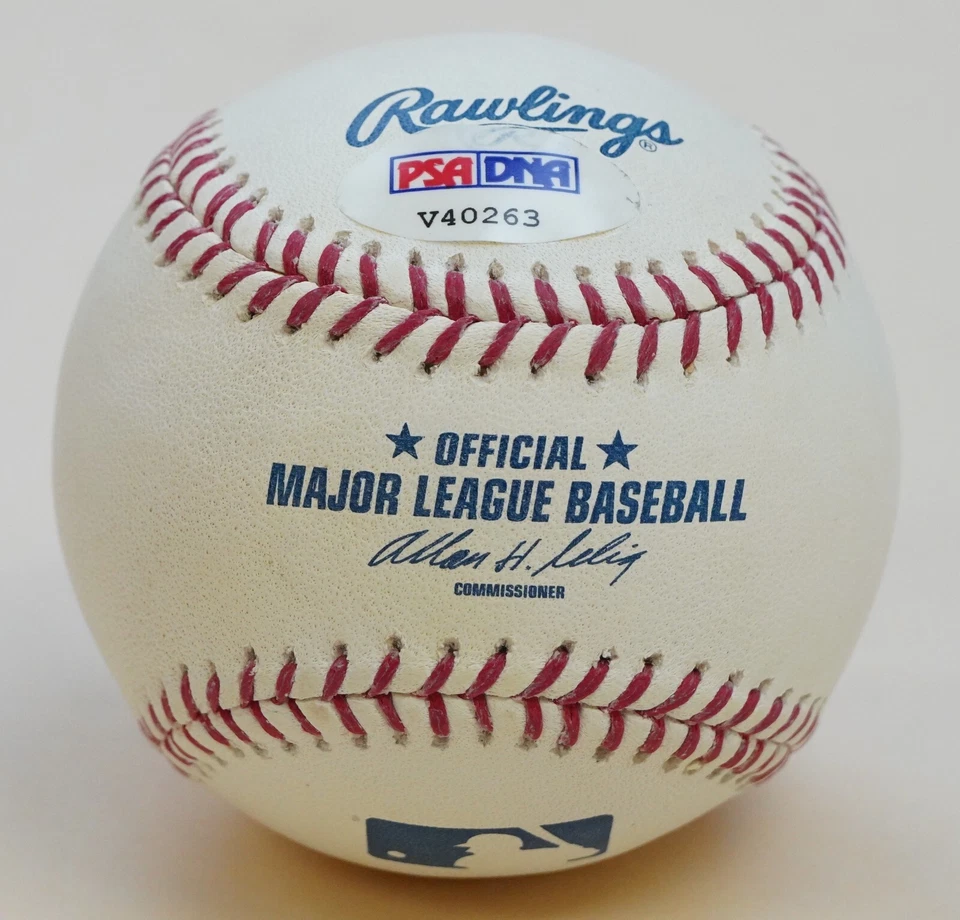 Rawlings®
PSA DNA
V40263
★ OFFICIAL ★
MAJOR LEAGUE BASEBALL
Allan H. Selig
COMMISSIONER